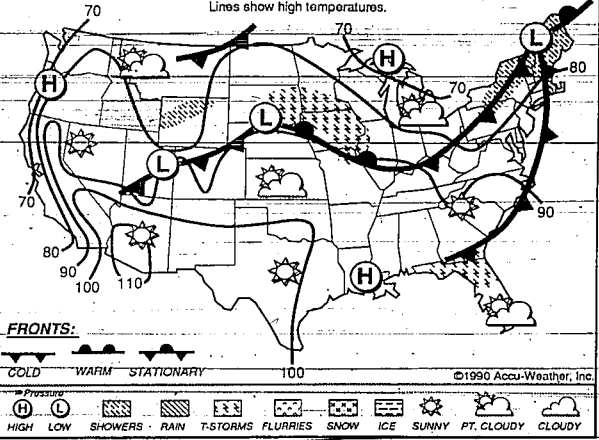 Lines show high temperatures.
70
70
L
H
80
H
70
L
L
70
90
80
90
100
110
H
FRONTS:
COLD WARM STATIONARY
100
©1990 Accu-Weather, Inc.
Pressure
H L
HIGH LOW SHOWERS RAIN T-STORMS FLURRIES SNOW ICE SUNNY PT. CLOUDY CLOUDY